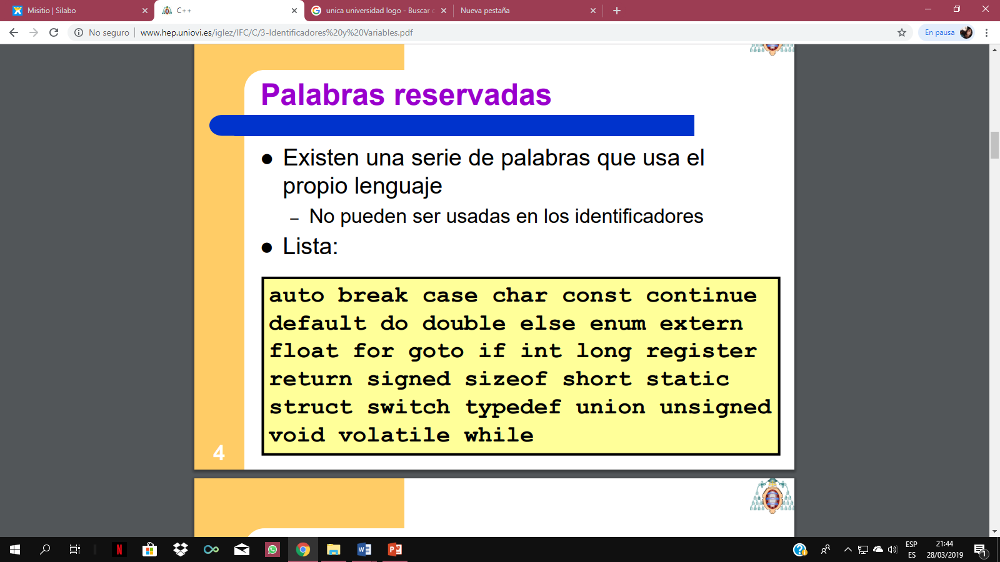 Misitio | Silabo
C++
unica universidad logo - Buscar c
Nueva pestaña
No seguro
www.hep.uniovi.es/iglez/IFC/C/3-Identificadores%20y%20Variables.pdf
En pausa
Palabras reservadas
Existen una serie de palabras que usa el
propio lenguaje
– No pueden ser usadas en los identificadores
Lista:
auto break case char const continue
default do double else enum extern
float for goto if int long register
return signed sizeof short static
struct switch typedef union unsigned
void volatile while
4
ESP
ES
21:44
28/03/2019
1